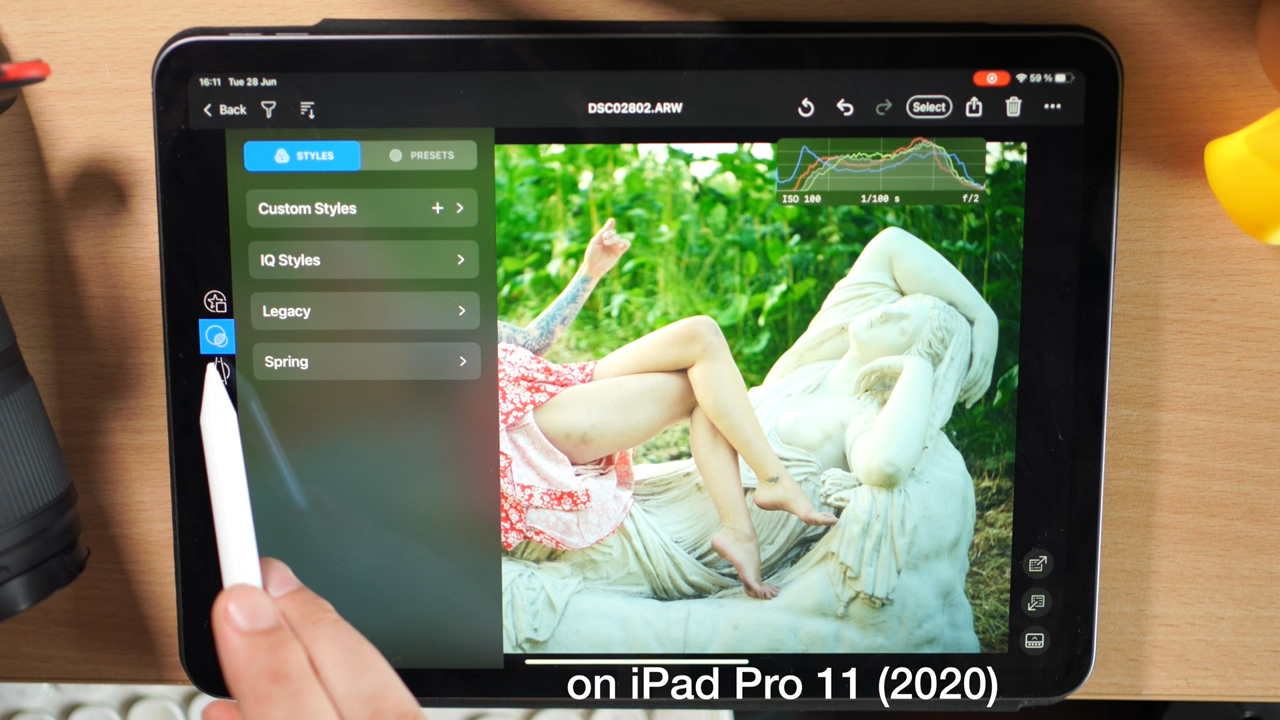 16:11 Tue 28 Jun
59 %
Back
DSC02802.ARW
Select
STYLES
PRESETS
Custom Styles
IQ Styles
Legacy
Spring
ISO 100 1/100 s f/2
on iPad Pro 11 (2020)